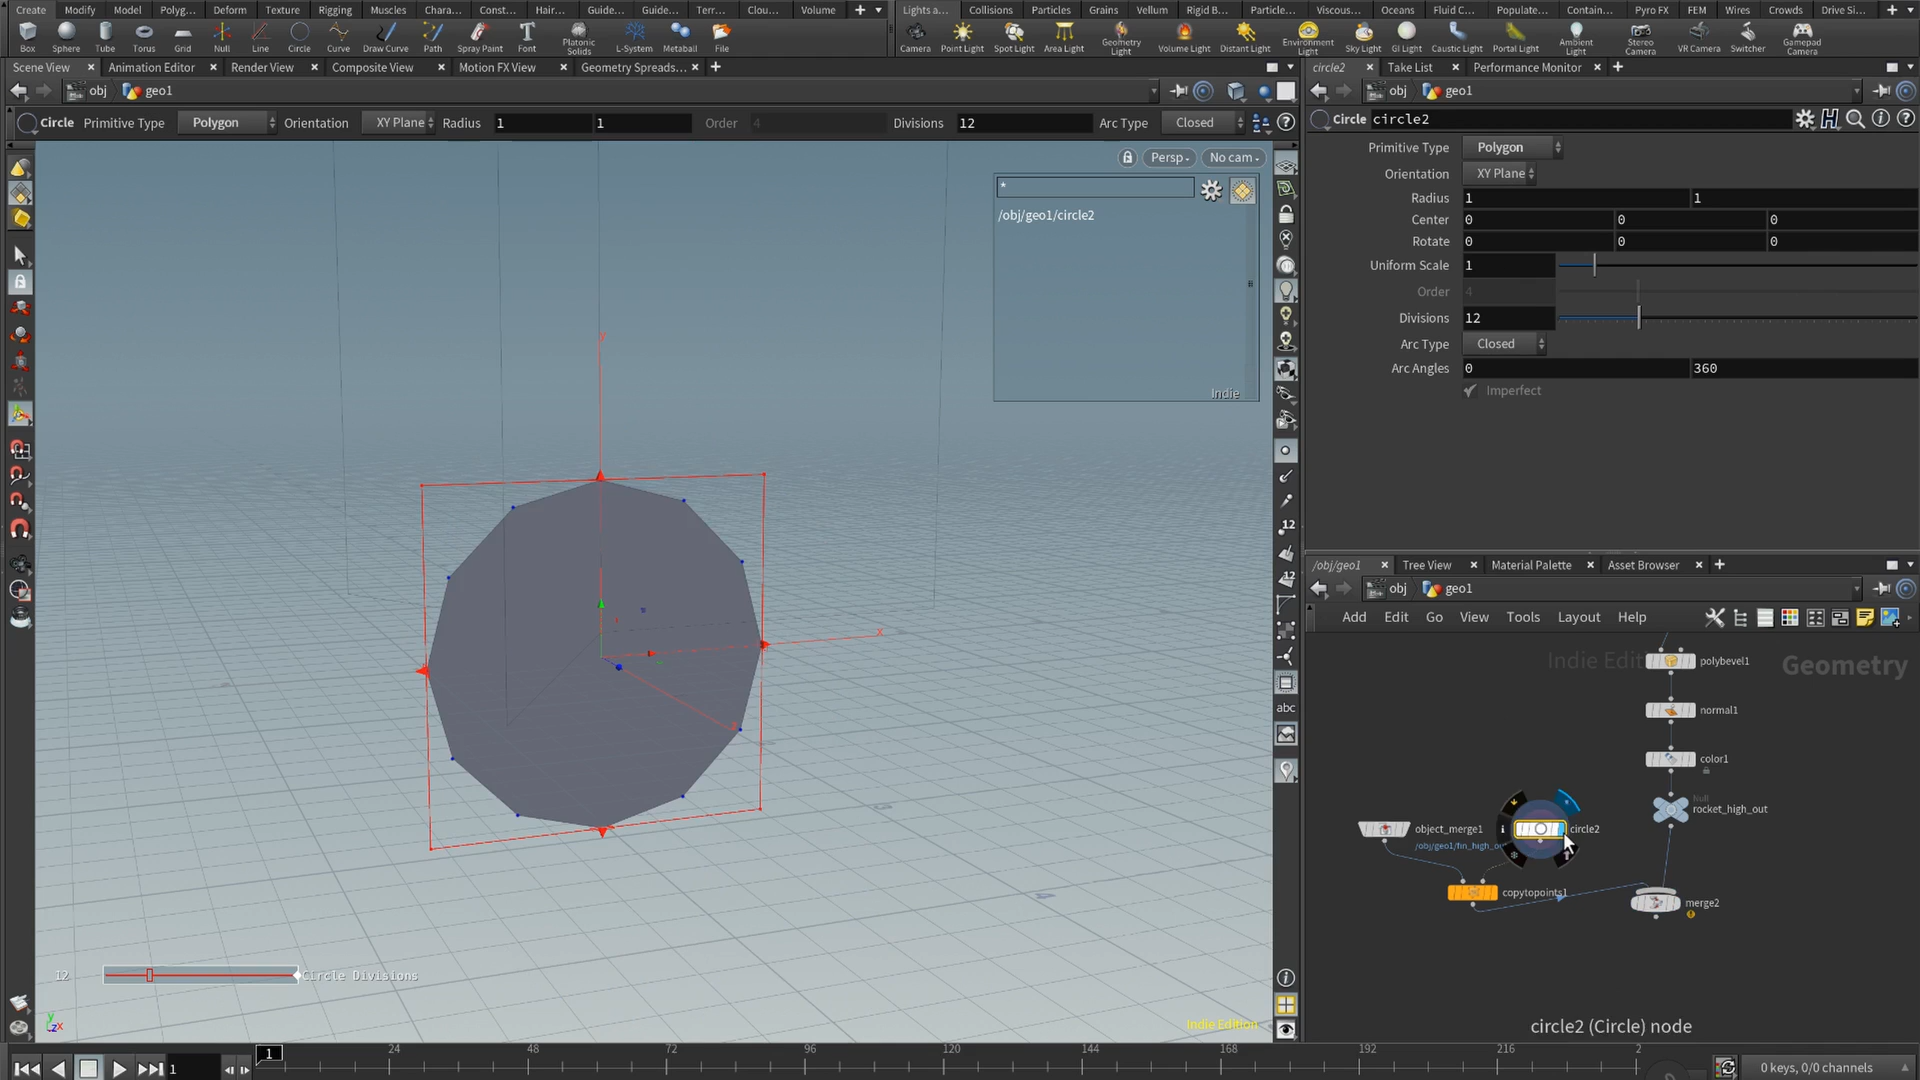 Create Modify Model Polyg... Deform Texture Rigging Muscles Chara... Const... Hair... Guide... Guide... Terr... Clou... Volume
Lights a... Collisions Particles Grains Vellum Rigid B... Particle... Viscous... Oceans Fluid C... Populate... Contain... Pyro FX FEM Wires Crowds Drive Si...
Box Sphere Tube Torus Grid Null Line Circle Curve Draw Curve Path Spray Paint Font Platonic Solids L-System Metaball File
Camera Point Light Spot Light Area Light Geometry Light Volume Light Distant Light Environment Light Sky Light GI Light Caustic Light Portal Light Ambient Light Stereo Camera VR Camera Switcher Gamepad Camera
Scene View Animation Editor Render View Composite View Motion FX View Geometry Spreads...
circle2 Take List Performance Monitor
obj geo1
obj geo1
Circle Primitive Type Polygon Orientation XY Plane Radius 1 1 Order 4 Divisions 12 Arc Type Closed
Circle circle2
Persp No cam
*
/obj/geo1/circle2
Indie
Primitive Type Polygon
Orientation XY Plane
Radius 1 1
Center 0 0 0
Rotate 0 0 0
Uniform Scale 1
Order 4
Divisions 12
Arc Type Closed
Arc Angles 0 360
Imperfect
y
x
z
12
12
abc
12 Circle Divisions
y
z x
Indie Edition
/obj/geo1 Tree View Material Palette Asset Browser
obj geo1
Add Edit Go View Tools Layout Help
Indie Edit
Geometry
polybevel1
normal1
color1
Null
rocket_high_out
object_merge1
/obj/geo1/fin_high_ou
circle2
copytopoints1
merge2
circle2 (Circle) node
1
1
24 48 72 96 120 144 168 192 216 2
0 keys, 0/0 channels